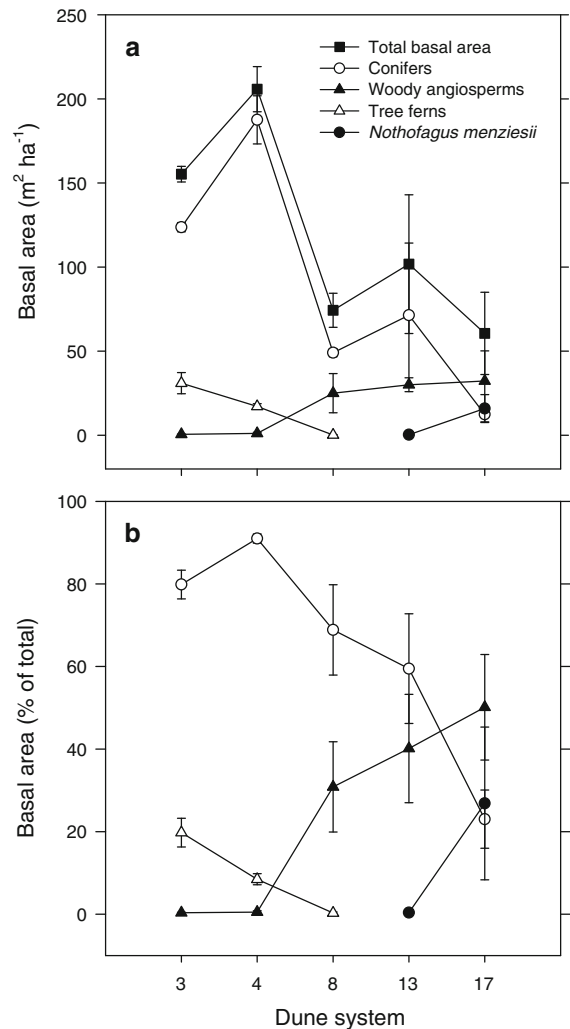 a
Total basal area
Conifers
Woody angiosperms
Tree ferns
Nothofagus menziesii
Basal area (m² ha⁻¹)
250
200
150
100
50
0
b
Basal area (% of total)
100
80
60
40
20
0
3 4 8 13 17
Dune system